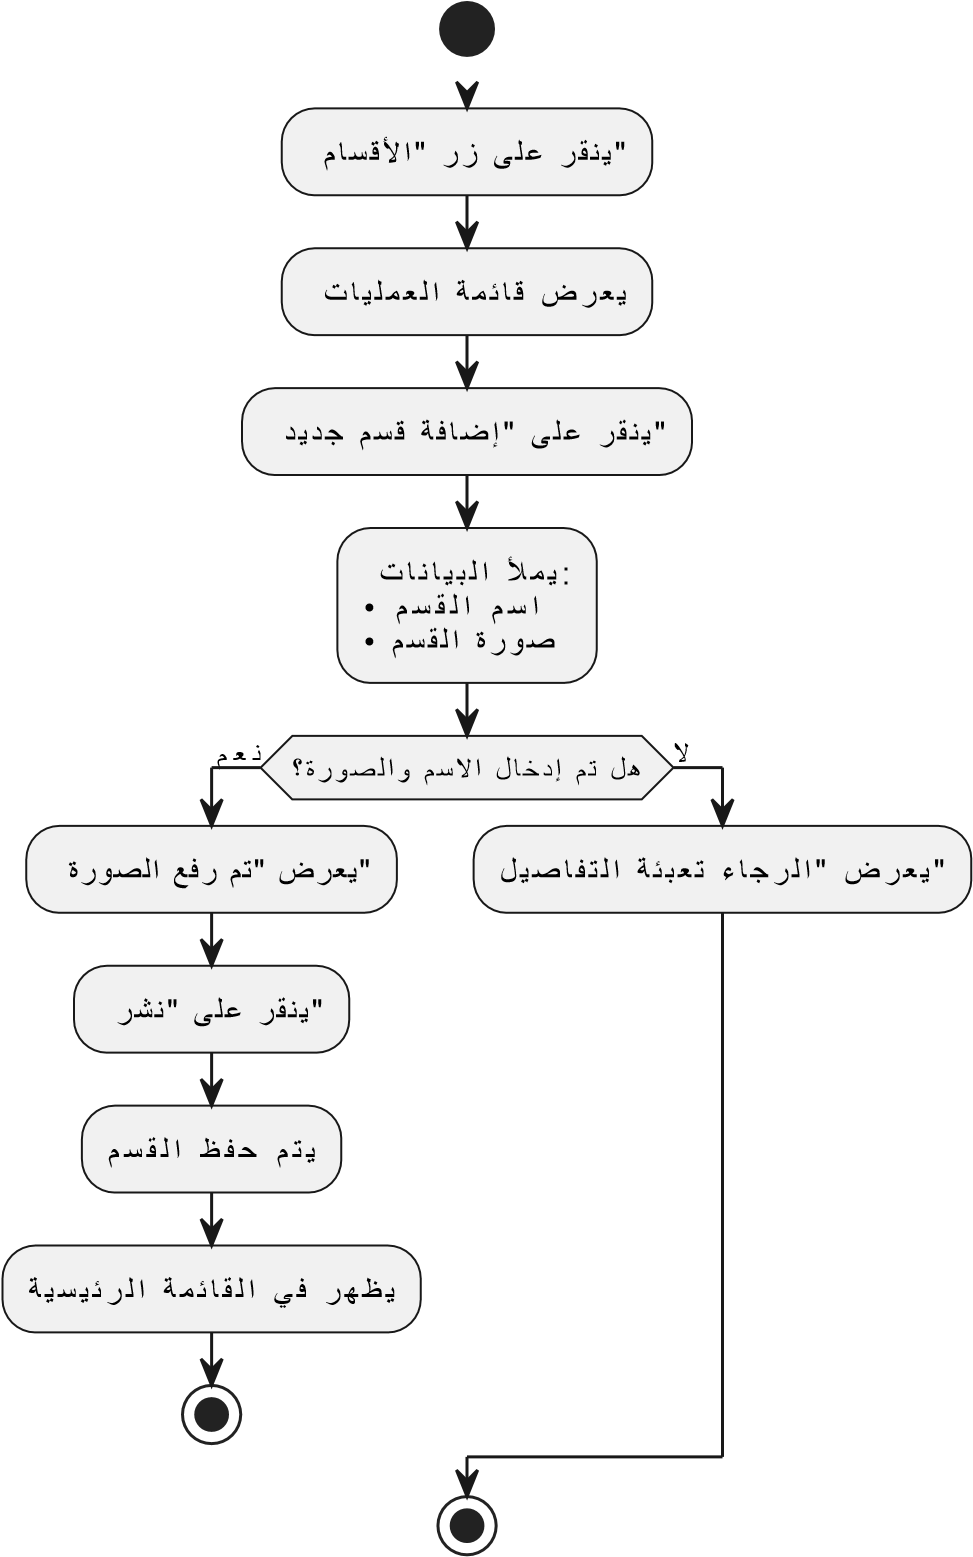 ينقر على زر "الأقسام"
يعرض قائمة العمليات
ينقر على "إضافة قسم جديد"
يملأ البيانات:
• اسم القسم
• صورة القسم
هل تم إدخال الاسم والصورة؟
نعم
لا
يعرض "تم رفع الصورة"
يعرض "الرجاء تعبئة التفاصيل"
ينقر على "نشر"
يتم حفظ القسم
يظهر في القائمة الرئيسية